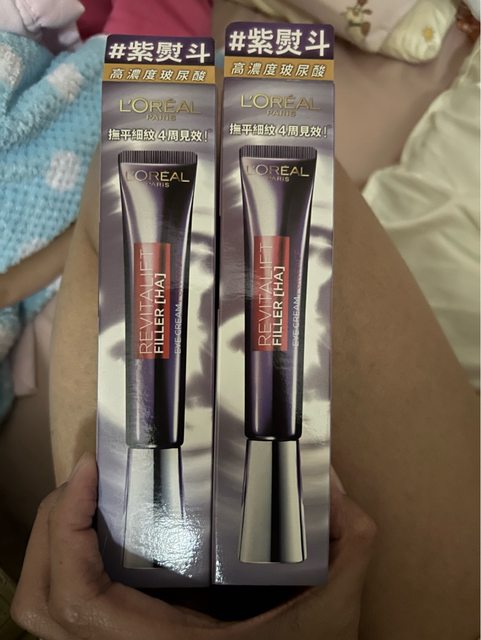 #紫熨斗
高濃度玻尿酸
L'ORÉAL
PARIS
撫平細紋 4周見效!
L'ORÉAL
PARIS
REVITALIFT
FILLER [HA]
EYE CREAM
#紫熨斗
高濃度玻尿酸
L'ORÉAL
PARIS
撫平細紋 4周見效!
L'ORÉAL
PARIS
REVITALIFT
FILLER [HA]
EYE CREAM